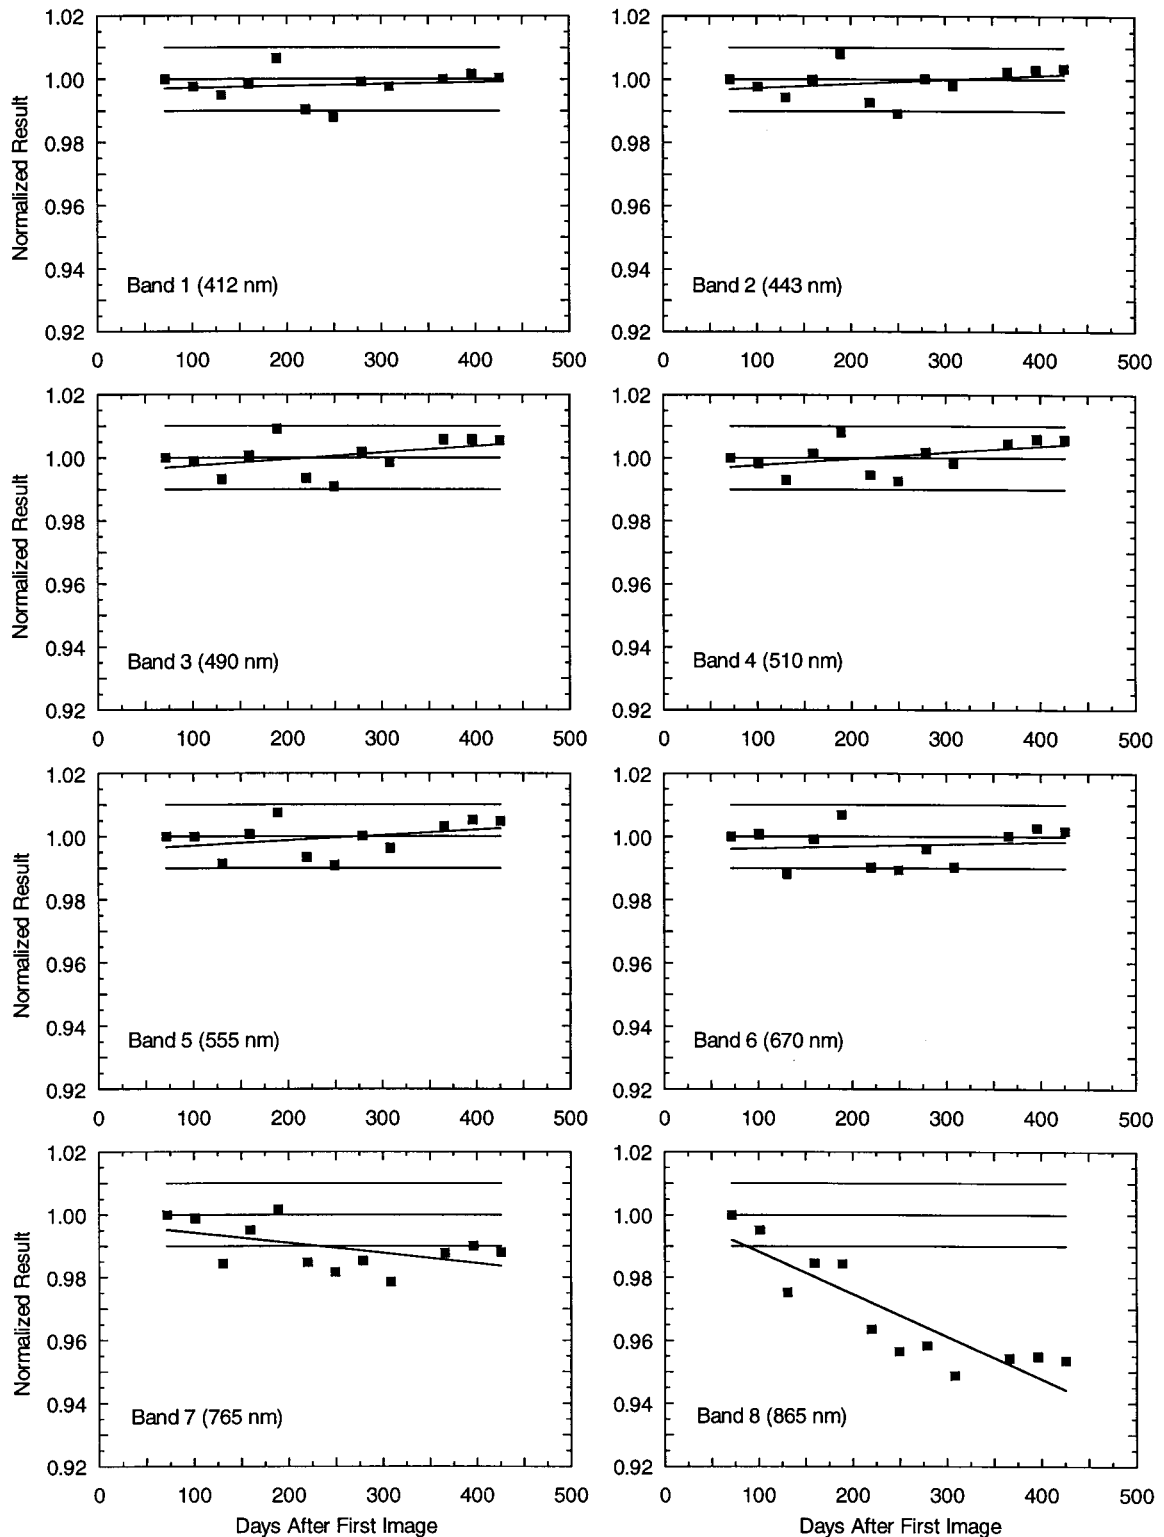 1.02
1.00
0.98
0.96
0.94
0.92
Normalized Result
Band 1 (412 nm)
0 100 200 300 400 500
1.02
1.00
0.98
0.96
0.94
0.92
Band 2 (443 nm)
0 100 200 300 400 500
1.02
1.00
0.98
0.96
0.94
0.92
Normalized Result
Band 3 (490 nm)
0 100 200 300 400 500
1.02
1.00
0.98
0.96
0.94
0.92
Band 4 (510 nm)
0 100 200 300 400 500
1.02
1.00
0.98
0.96
0.94
0.92
Normalized Result
Band 5 (555 nm)
0 100 200 300 400 500
1.02
1.00
0.98
0.96
0.94
0.92
Band 6 (670 nm)
0 100 200 300 400 500
1.02
1.00
0.98
0.96
0.94
0.92
Normalized Result
Band 7 (765 nm)
0 100 200 300 400 500
Days After First Image
1.02
1.00
0.98
0.96
0.94
0.92
Band 8 (865 nm)
0 100 200 300 400 500
Days After First Image